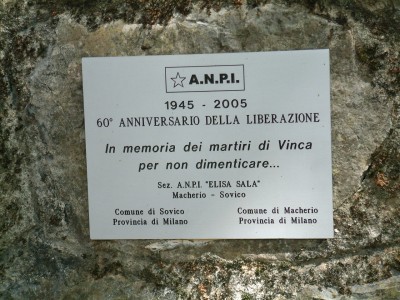 ☆ A.N.P.I.
1945 - 2005
60° ANNIVERSARIO DELLA LIBERAZIONE
In memoria dei martiri di Vinca
per non dimenticare...
Sez. A.N.P.I. "ELISA SALA"
Macherio - Sovico
Comune di Sovico
Provincia di Milano
Comune di Macherio
Provincia di Milano